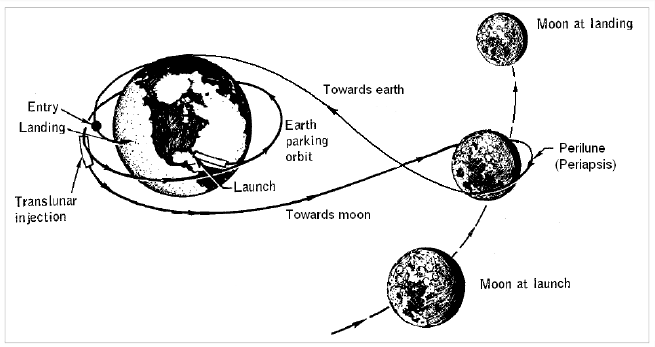 Moon at landing
Towards earth
Entry
Landing
Earth
parking
orbit
Perilune
(Periapsis)
Launch
Translunar
injection
Towards moon
Moon at launch